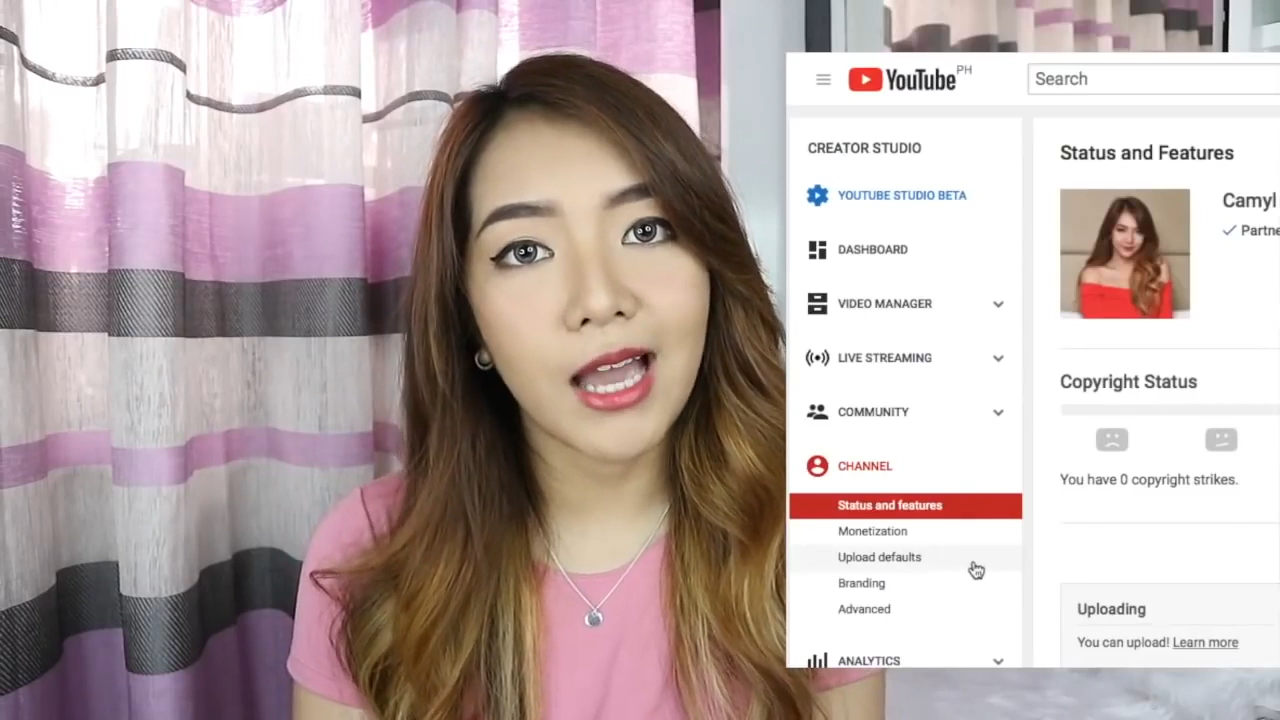 YouTube PH
Search
CREATOR STUDIO
YOUTUBE STUDIO BETA
DASHBOARD
VIDEO MANAGER
LIVE STREAMING
COMMUNITY
CHANNEL
Status and features
Monetization
Upload defaults
Branding
Advanced
ANALYTICS
Status and Features
Camyl
Partne
Copyright Status
You have 0 copyright strikes.
Uploading
You can upload! Learn more